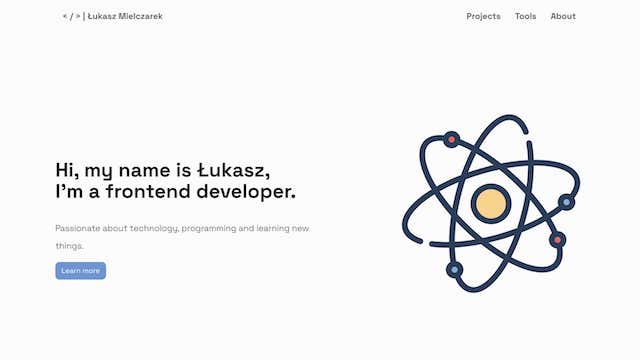 < / > | Łukasz Mielczarek
Projects Tools About
Hi, my name is Łukasz,
I'm a frontend developer.
Passionate about technology, programming and learning new
things.
Learn more